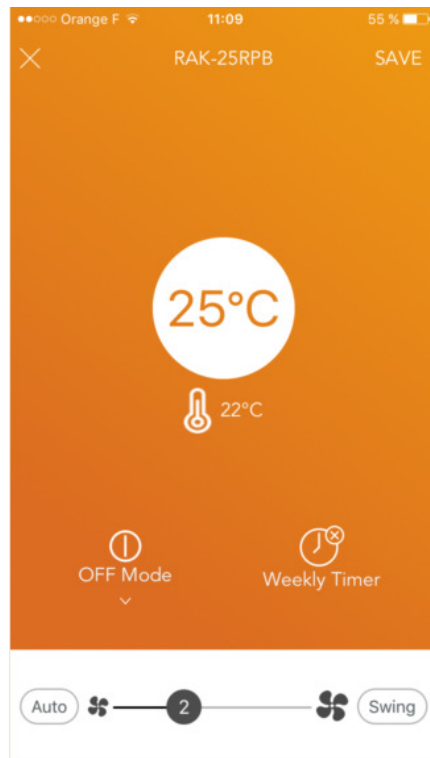 Orange F 11:09 55 %
RAK-25RPB SAVE
25°C
22°C
OFF Mode Weekly Timer
Auto 2 Swing